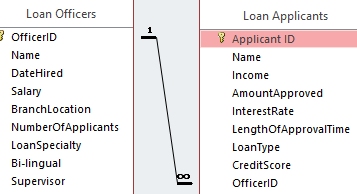 Loan Officers
OfficerID
Name
DateHired
Salary
BranchLocation
NumberOfApplicants
LoanSpecialty
Bi-lingual
Supervisor
1
∞
Loan Applicants
Applicant ID
Name
Income
AmountApproved
InterestRate
LengthOfApprovalTime
LoanType
CreditScore
OfficerID